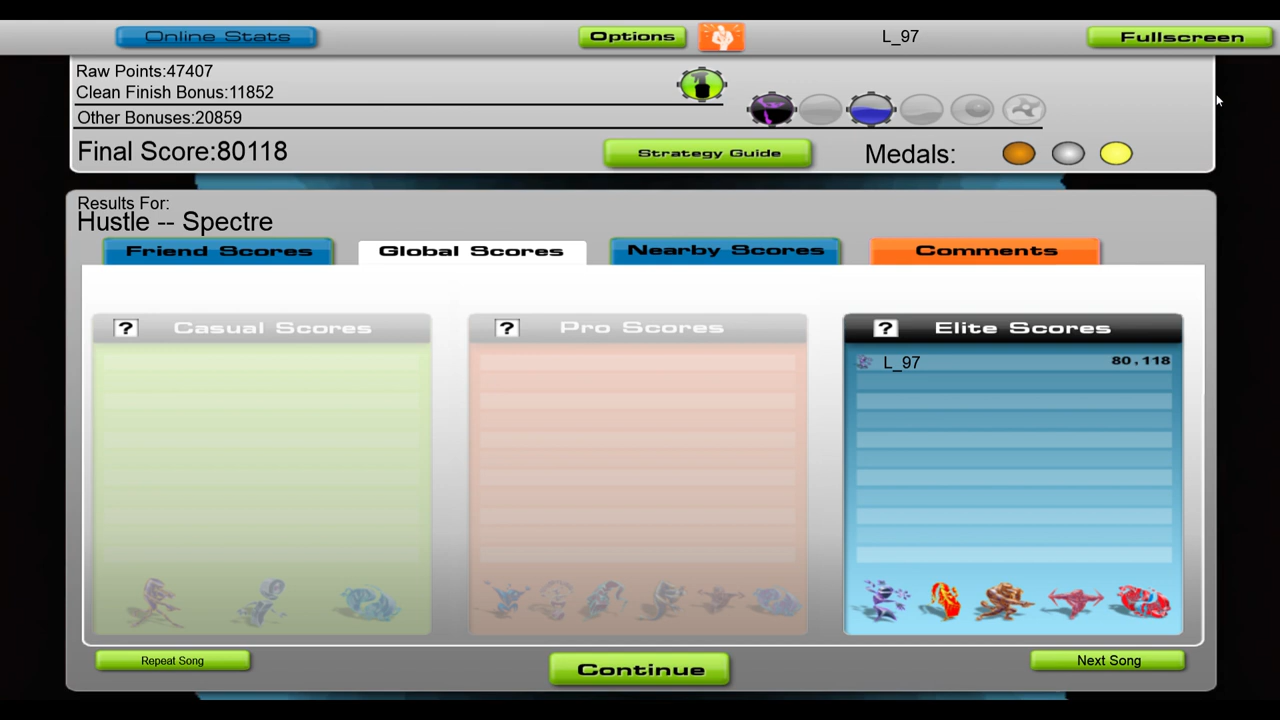 Online Stats
Options
L_97
Fullscreen
Raw Points:47407
Clean Finish Bonus:11852
Other Bonuses:20859
Final Score:80118
Strategy Guide
Medals:
Results For:
Hustle -- Spectre
Friend Scores
Global Scores
Nearby Scores
Comments
? Casual Scores
? Pro Scores
? Elite Scores
L_97 80,118
Repeat Song
Continue
Next Song